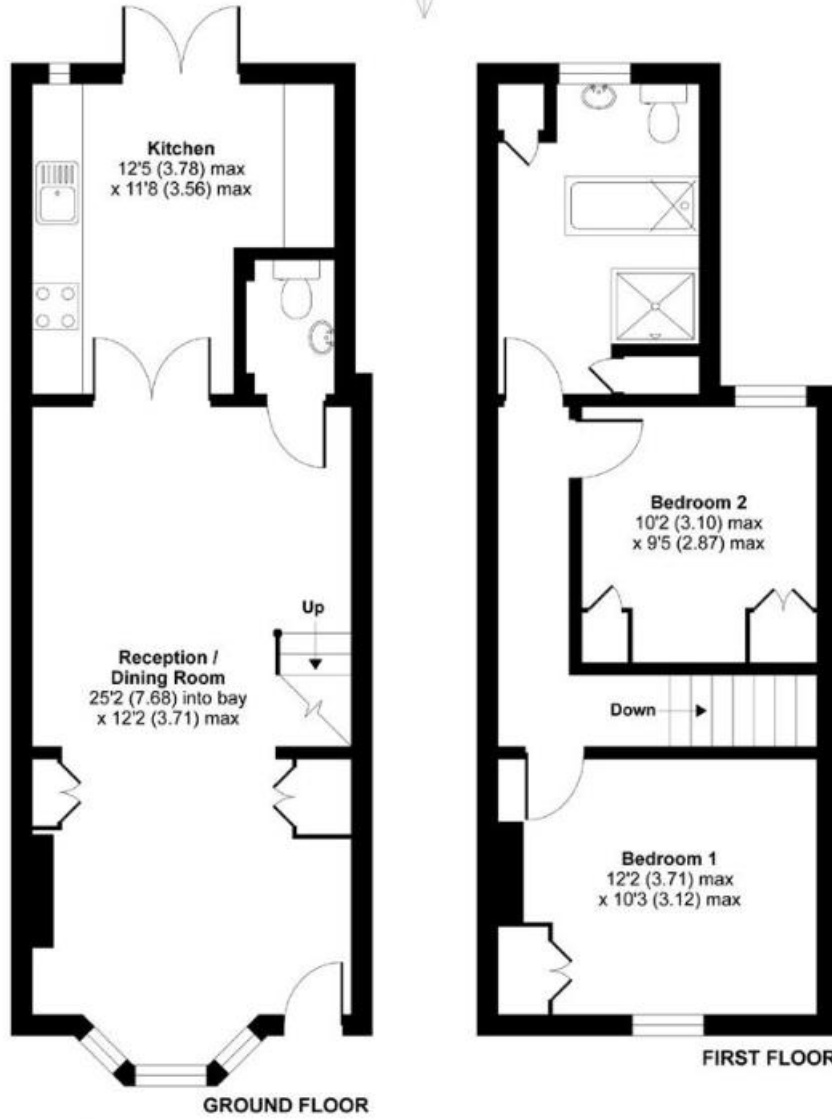 Kitchen
12'5 (3.78) max
x 11'8 (3.56) max
Up
Reception /
Dining Room
25'2 (7.68) into bay
x 12'2 (3.71) max
GROUND FLOOR
Bedroom 2
10'2 (3.10) max
x 9'5 (2.87) max
Down
Bedroom 1
12'2 (3.71) max
x 10'3 (3.12) max
FIRST FLOOR